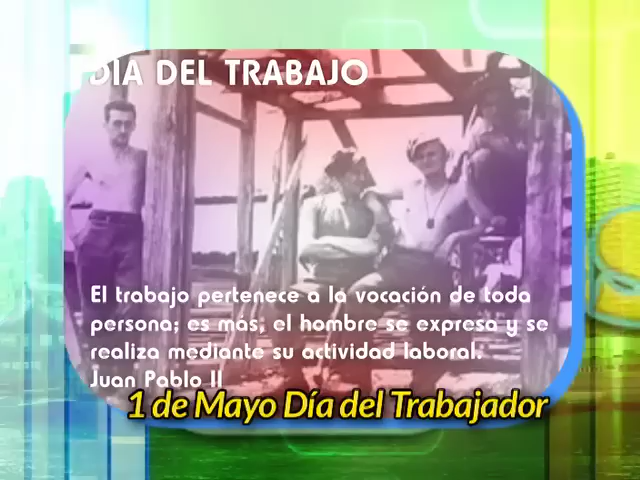 DÍA DEL TRABAJO
El trabajo pertenece a la vocación de toda
persona; es más, el hombre se expresa y se
realiza mediante su actividad laboral.
Juan Pablo II
1 de Mayo Día del Trabajador